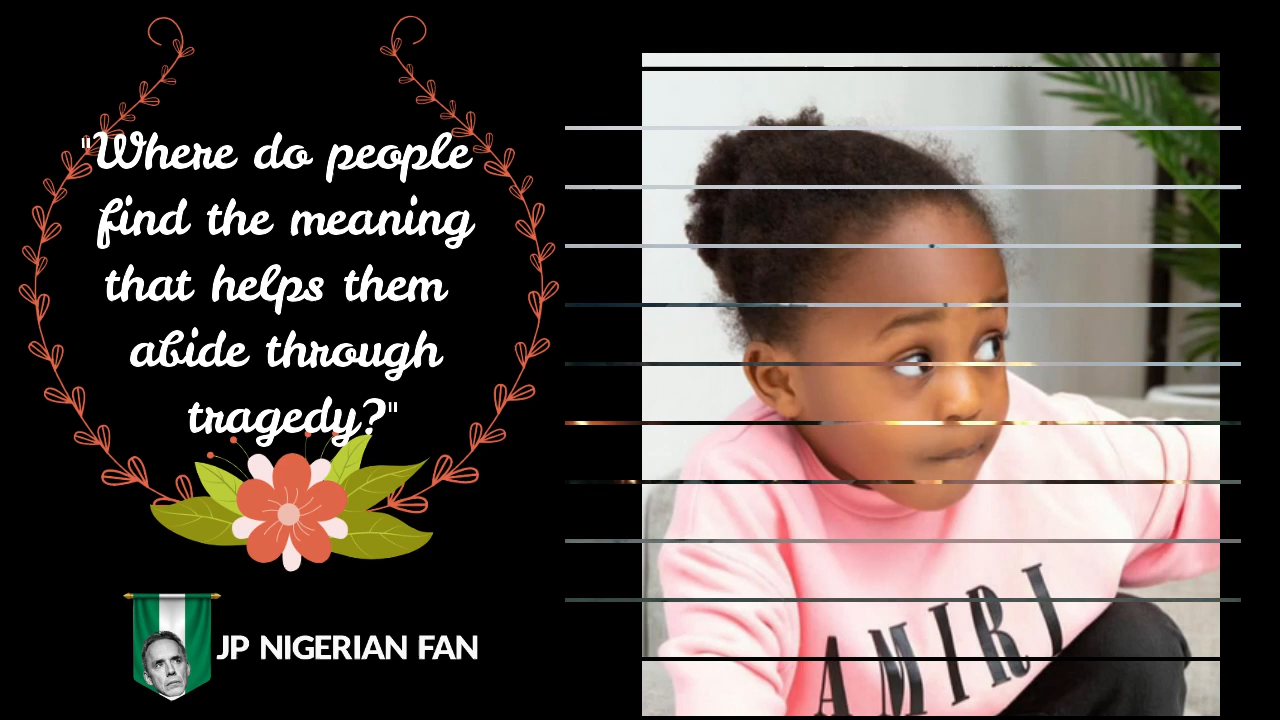 "Where do people
find the meaning
that helps them
abide through
tragedy?"
JP NIGERIAN FAN
AMIRI